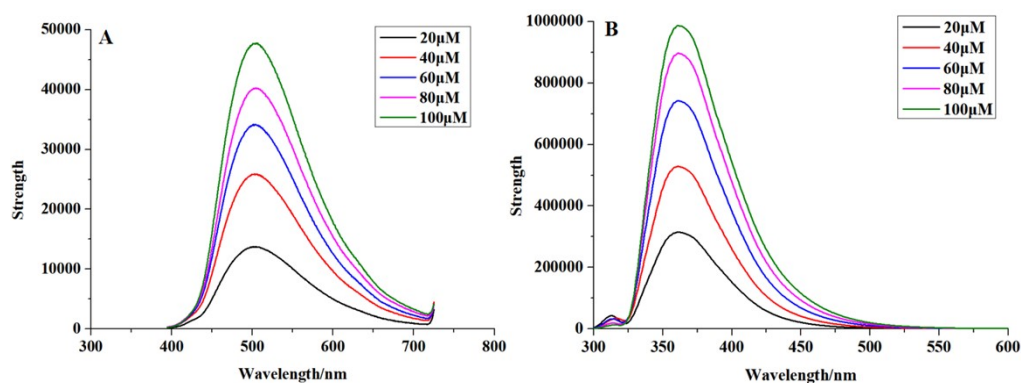 A
20μM
40μM
60μM
80μM
100μM
50000
40000
30000
20000
10000
0
Strength
300
400
500
600
700
800
Wavelength/nm
B
20μM
40μM
60μM
80μM
100μM
1000000
800000
600000
400000
200000
0
Strength
300
350
400
450
500
550
600
Wavelength/nm